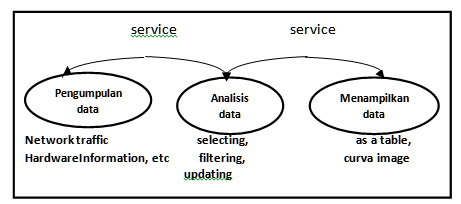 service service
Pengumpulan
data
Analisis
data
Menampilkan
data
Network traffic
HardwareInformation, etc
selecting,
filtering,
updating
as a table,
curva image